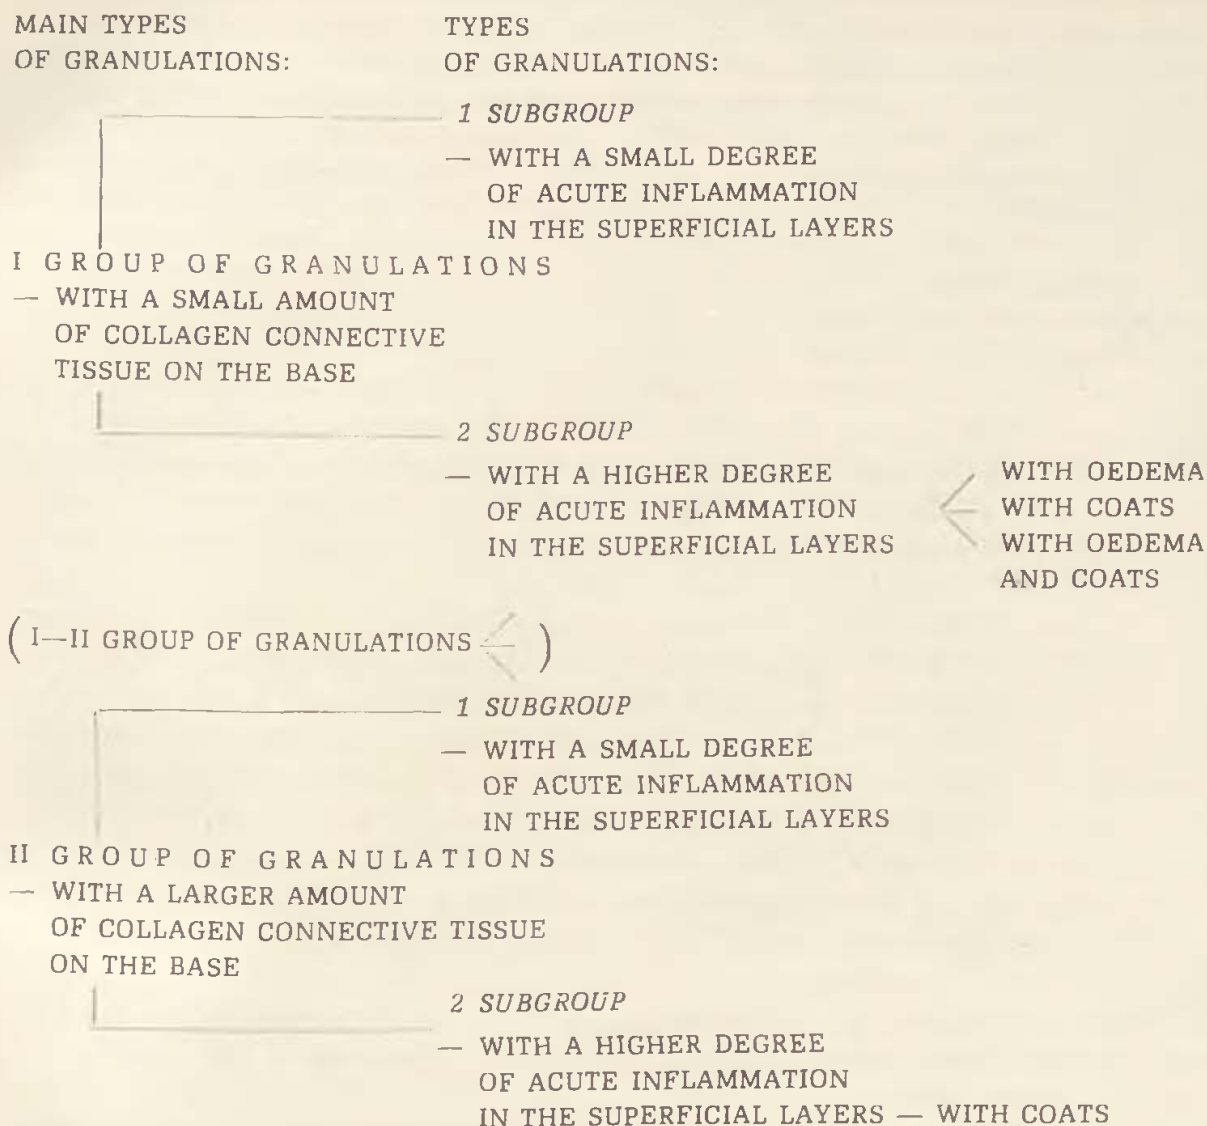 MAIN TYPES
OF GRANULATIONS:
TYPES
OF GRANULATIONS:
1 SUBGROUP
— WITH A SMALL DEGREE
OF ACUTE INFLAMMATION
IN THE SUPERFICIAL LAYERS
I GROUP OF GRANULATIONS
— WITH A SMALL AMOUNT
OF COLLAGEN CONNECTIVE
TISSUE ON THE BASE
2 SUBGROUP
— WITH A HIGHER DEGREE
OF ACUTE INFLAMMATION
IN THE SUPERFICIAL LAYERS
WITH OEDEMA
WITH COATS
WITH OEDEMA
AND COATS
(I—II GROUP OF GRANULATIONS )
1 SUBGROUP
— WITH A SMALL DEGREE
OF ACUTE INFLAMMATION
IN THE SUPERFICIAL LAYERS
II GROUP OF GRANULATIONS
— WITH A LARGER AMOUNT
OF COLLAGEN CONNECTIVE TISSUE
ON THE BASE
2 SUBGROUP
— WITH A HIGHER DEGREE
OF ACUTE INFLAMMATION
IN THE SUPERFICIAL LAYERS — WITH COATS